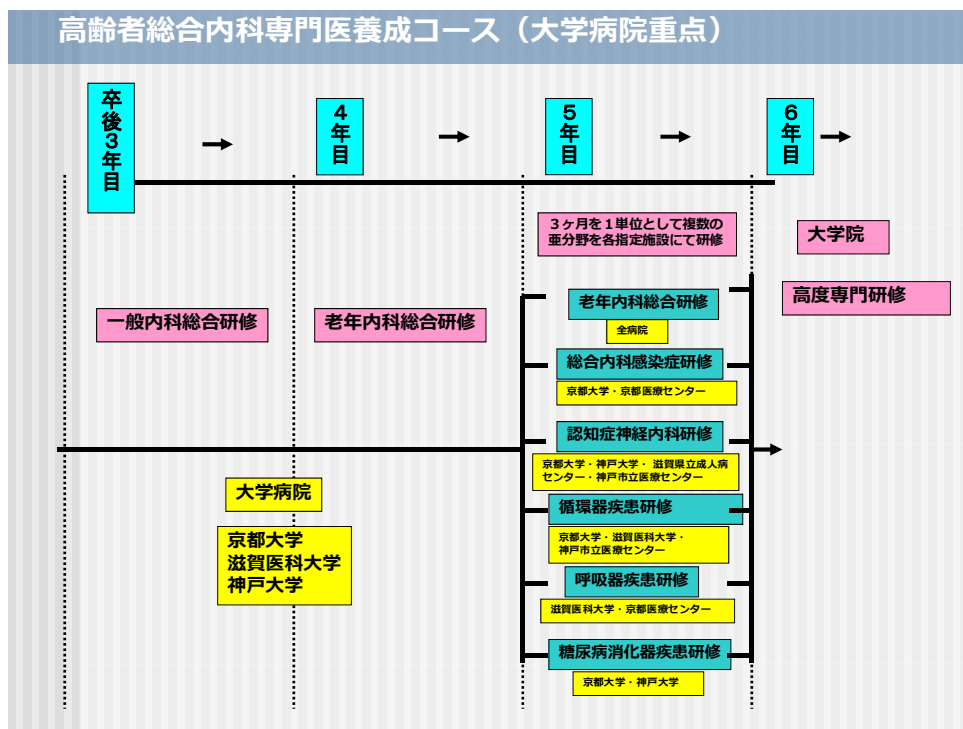 高齢者総合内科専門医養成コース（大学病院重点）
卒後３年目
４年目
５年目
６年目
３ヶ月を１単位として複数の
亜分野を各指定施設にて研修
大学院
高度専門研修
一般内科総合研修
老年内科総合研修
老年内科総合研修
全病院
総合内科感染症研修
京都大学・京都医療センター
認知症神経内科研修
京都大学・神戸大学・ 滋賀県立成人病
センター・神戸市立医療センター
循環器疾患研修
京都大学・滋賀医科大学・
神戸市立医療センター
呼吸器疾患研修
滋賀医科大学・京都医療センター
糖尿病消化器疾患研修
京都大学・神戸大学
大学病院
京都大学
滋賀医科大学
神戸大学